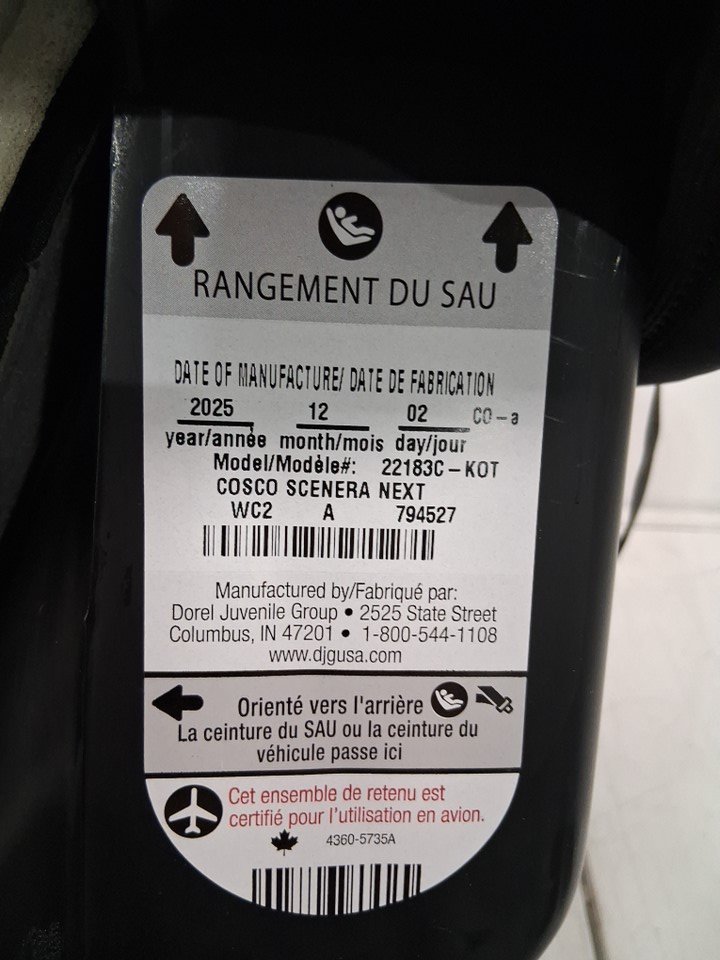 RANGEMENT DU SAU
DATE OF MANUFACTURE/ DATE DE FABRICATION
2025 12 02 CO-a
year/année month/mois day/jour
Model/Modèle#: 22183C-KOT
COSCO SCENERA NEXT
WC2 A 794527
Manufactured by/Fabriqué par:
Dorel Juvenile Group • 2525 State Street
Columbus, IN 47201 • 1-800-544-1108
www.djgusa.com
Orienté vers l'arrière
La ceinture du SAU ou la ceinture du
véhicule passe ici
Cet ensemble de retenu est
certifié pour l'utilisation en avion.
4360-5735A